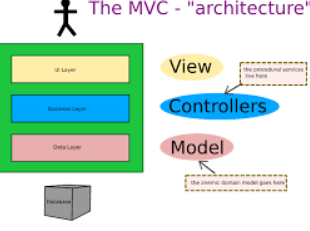 The MVC - "architecture"
UI Layer
Business Layer
Data Layer
Database
View
the procedural services
live here
Controllers
Model
the anemic domain model goes here